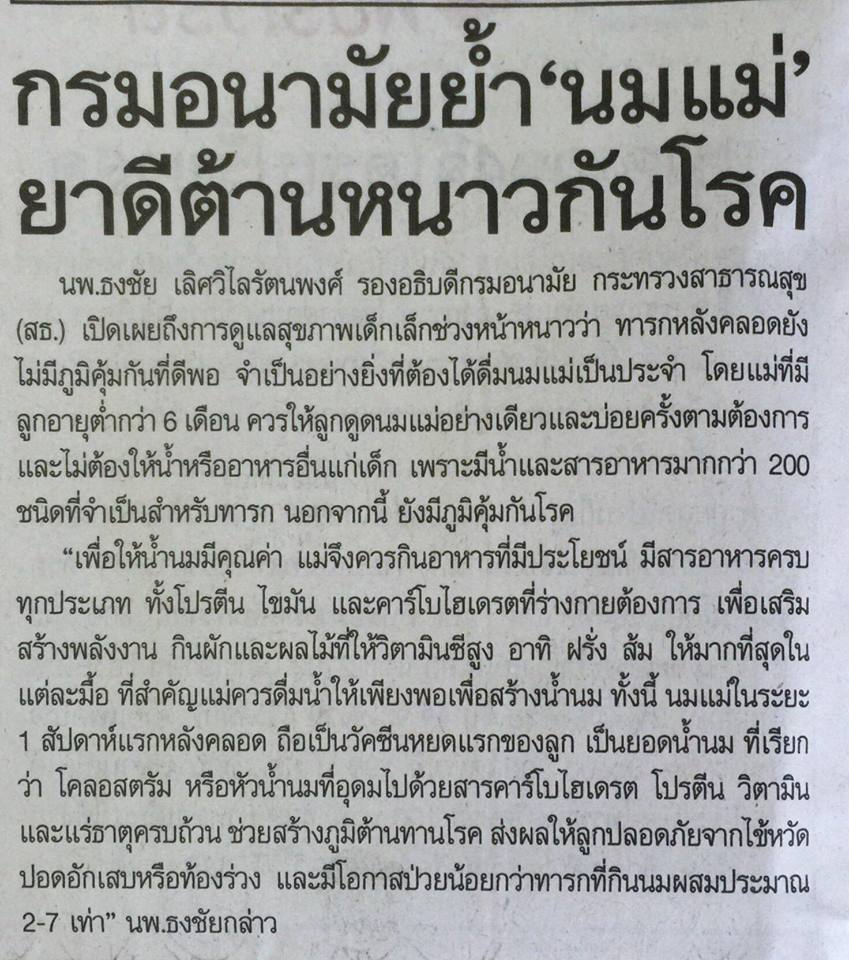 กรมอนามัยย้ำ‘นมแม่’
ยาดีต้านหนาวกันโรค
นพ.ธงชัย เลิศวิไลรัตนพงศ์ รองอธิบดีกรมอนามัย กระทรวงสาธารณสุข
(สธ.) เปิดเผยถึงการดูแลสุขภาพเด็กเล็กช่วงหน้าหนาวว่า ทารกหลังคลอดยัง
ไม่มีภูมิคุ้มกันที่ดีพอ จำเป็นอย่างยิ่งที่ต้องได้ดื่มนมแม่เป็นประจำ โดยแม่ที่มี
ลูกอายุต่ำกว่า 6 เดือน ควรให้ลูกดูดนมแม่อย่างเดียวและบ่อยครั้งตามต้องการ
และไม่ต้องให้น้ำหรืออาหารอื่นแก่เด็ก เพราะมีน้ำและสารอาหารมากกว่า 200
ชนิดที่จำเป็นสำหรับทารก นอกจากนี้ ยังมีภูมิคุ้มกันโรค
“เพื่อให้น้ำนมมีคุณค่า แม่จึงควรกินอาหารที่มีประโยชน์ มีสารอาหารครบ
ทุกประเภท ทั้งโปรตีน ไขมัน และคาร์โบไฮเดรตที่ร่างกายต้องการ เพื่อเสริม
สร้างพลังงาน กินผักและผลไม้ที่ให้วิตามินซีสูง อาทิ ฝรั่ง ส้ม ให้มากที่สุดใน
แต่ละมื้อ ที่สำคัญแม่ควรดื่มน้ำให้เพียงพอเพื่อสร้างน้ำนม ทั้งนี้ นมแม่ในระยะ
1 สัปดาห์แรกหลังคลอด ถือเป็นวัคซีนหยดแรกของลูก เป็นยอดน้ำนม ที่เรียก
ว่า โคลอสตรัม หรือหัวน้ำนมที่อุดมไปด้วยสารคาร์โบไฮเดรต โปรตีน วิตามิน
และแร่ธาตุครบถ้วน ช่วยสร้างภูมิต้านทานโรค ส่งผลให้ลูกปลอดภัยจากไข้หวัด
ปอดอักเสบหรือท้องร่วง และมีโอกาสป่วยน้อยกว่าทารกที่กินนมผสมประมาณ
2-7 เท่า” นพ.ธงชัยกล่าว